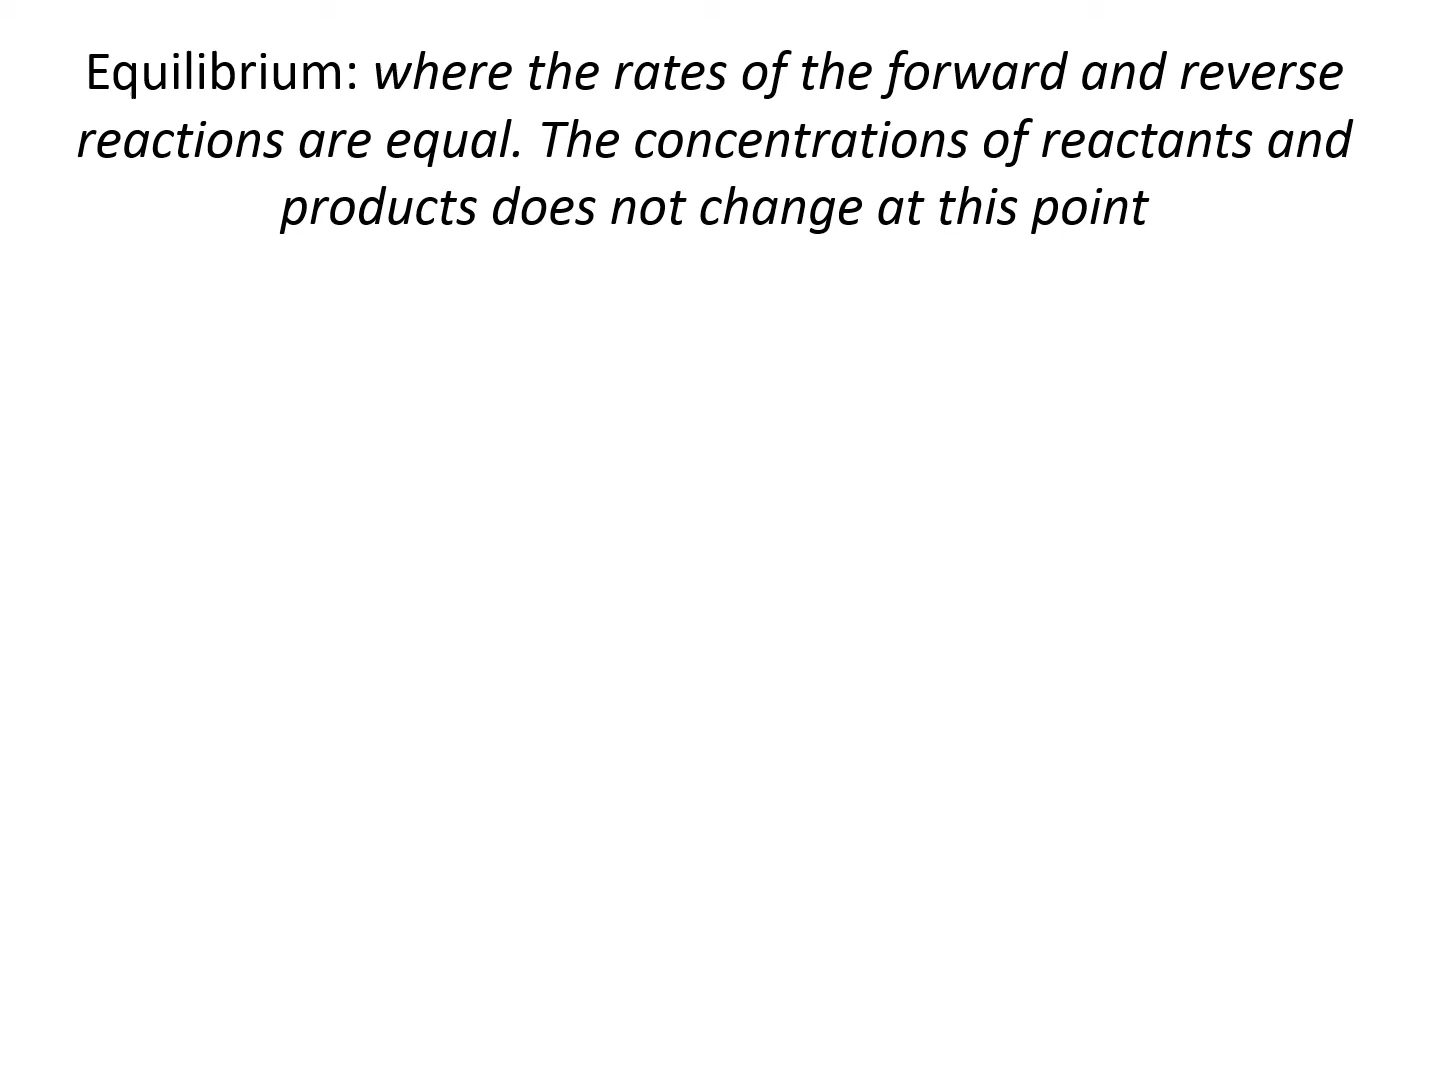 Equilibrium: where the rates of the forward and reverse
reactions are equal. The concentrations of reactants and
products does not change at this point